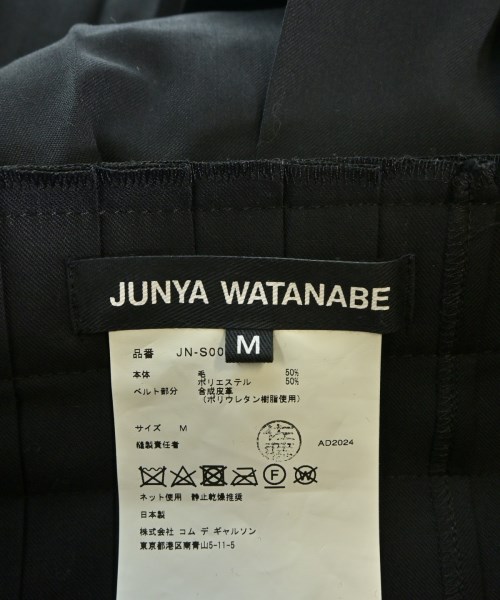 JUNYA WATANABE
M
品番 JN-S00
本体 毛 50%
ポリエステル 50%
ベルト部分 合成皮革
(ポリウレタン樹脂使用)
サイズ M
縫製責任者 AD2024
F W
ネット使用 静止乾燥推奨
日本製
株式会社 コム デ ギャルソン
東京都港区南青山5-11-5